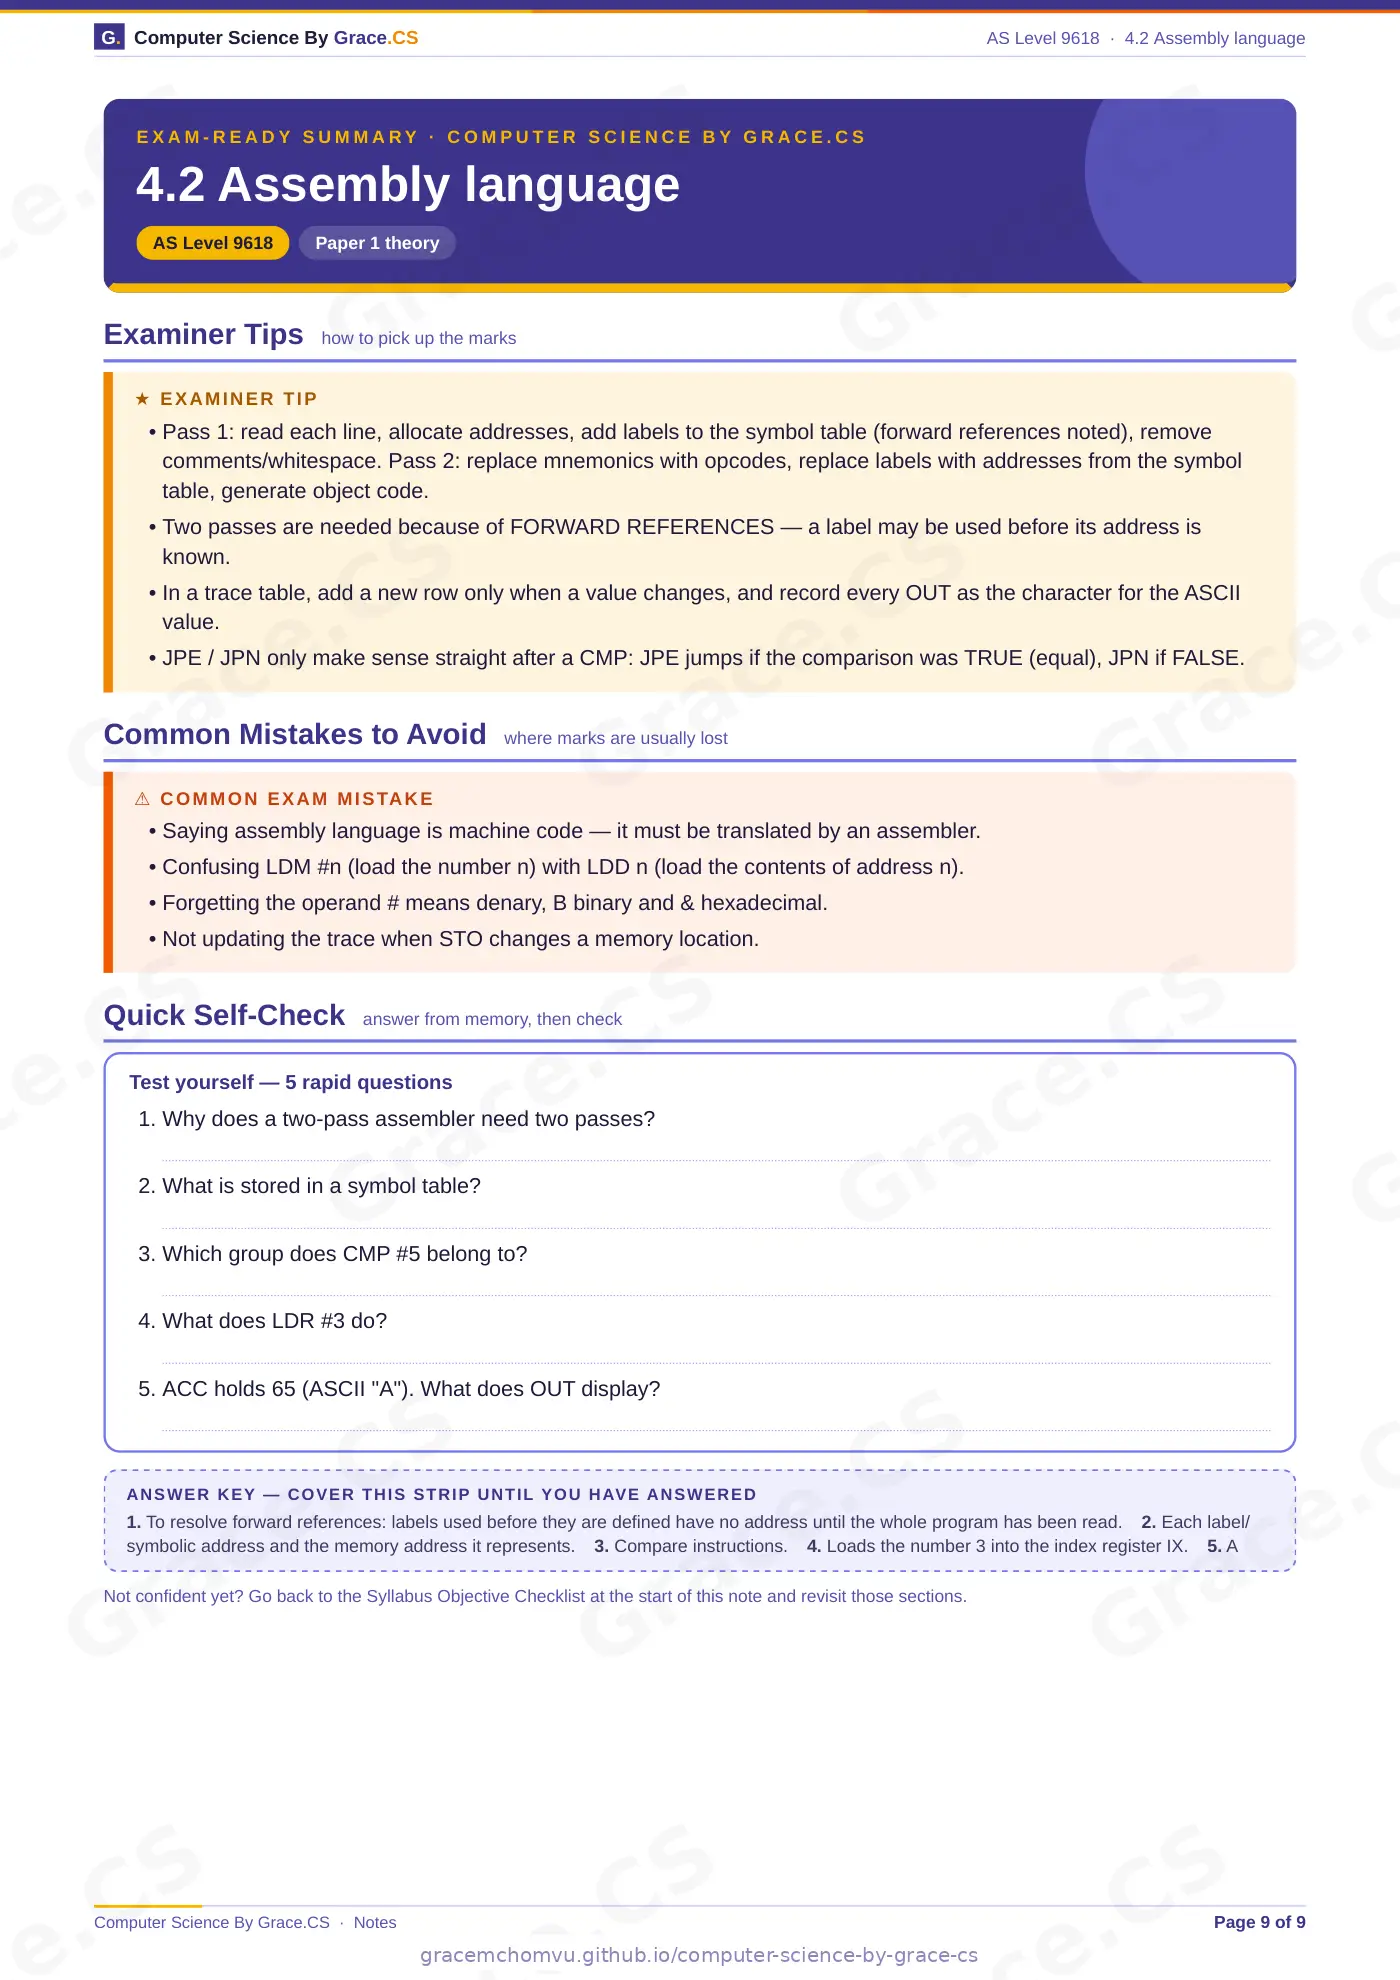 G. Computer Science By Grace.CS
AS Level 9618 · 4.2 Assembly language
EXAM-READY SUMMARY · COMPUTER SCIENCE BY GRACE.CS
4.2 Assembly language
AS Level 9618
Paper 1 theory
Examiner Tips how to pick up the marks
★ EXAMINER TIP
• Pass 1: read each line, allocate addresses, add labels to the symbol table (forward references noted), remove
comments/whitespace. Pass 2: replace mnemonics with opcodes, replace labels with addresses from the symbol
table, generate object code.
• Two passes are needed because of FORWARD REFERENCES — a label may be used before its address is
known.
• In a trace table, add a new row only when a value changes, and record every OUT as the character for the ASCII
value.
• JPE / JPN only make sense straight after a CMP: JPE jumps if the comparison was TRUE (equal), JPN if FALSE.
Common Mistakes to Avoid where marks are usually lost
⚠ COMMON EXAM MISTAKE
• Saying assembly language is machine code — it must be translated by an assembler.
• Confusing LDM #n (load the number n) with LDD n (load the contents of address n).
• Forgetting the operand # means denary, B binary and & hexadecimal.
• Not updating the trace when STO changes a memory location.
Quick Self-Check answer from memory, then check
Test yourself — 5 rapid questions
1. Why does a two-pass assembler need two passes?
2. What is stored in a symbol table?
3. Which group does CMP #5 belong to?
4. What does LDR #3 do?
5. ACC holds 65 (ASCII "A"). What does OUT display?
ANSWER KEY — COVER THIS STRIP UNTIL YOU HAVE ANSWERED
1. To resolve forward references: labels used before they are defined have no address until the whole program has been read. 2. Each label/
symbolic address and the memory address it represents. 3. Compare instructions. 4. Loads the number 3 into the index register IX. 5. A
Not confident yet? Go back to the Syllabus Objective Checklist at the start of this note and revisit those sections.
Computer Science By Grace.CS · Notes
Page 9 of 9
gracemchomvu.github.io/computer-science-by-grace-cs